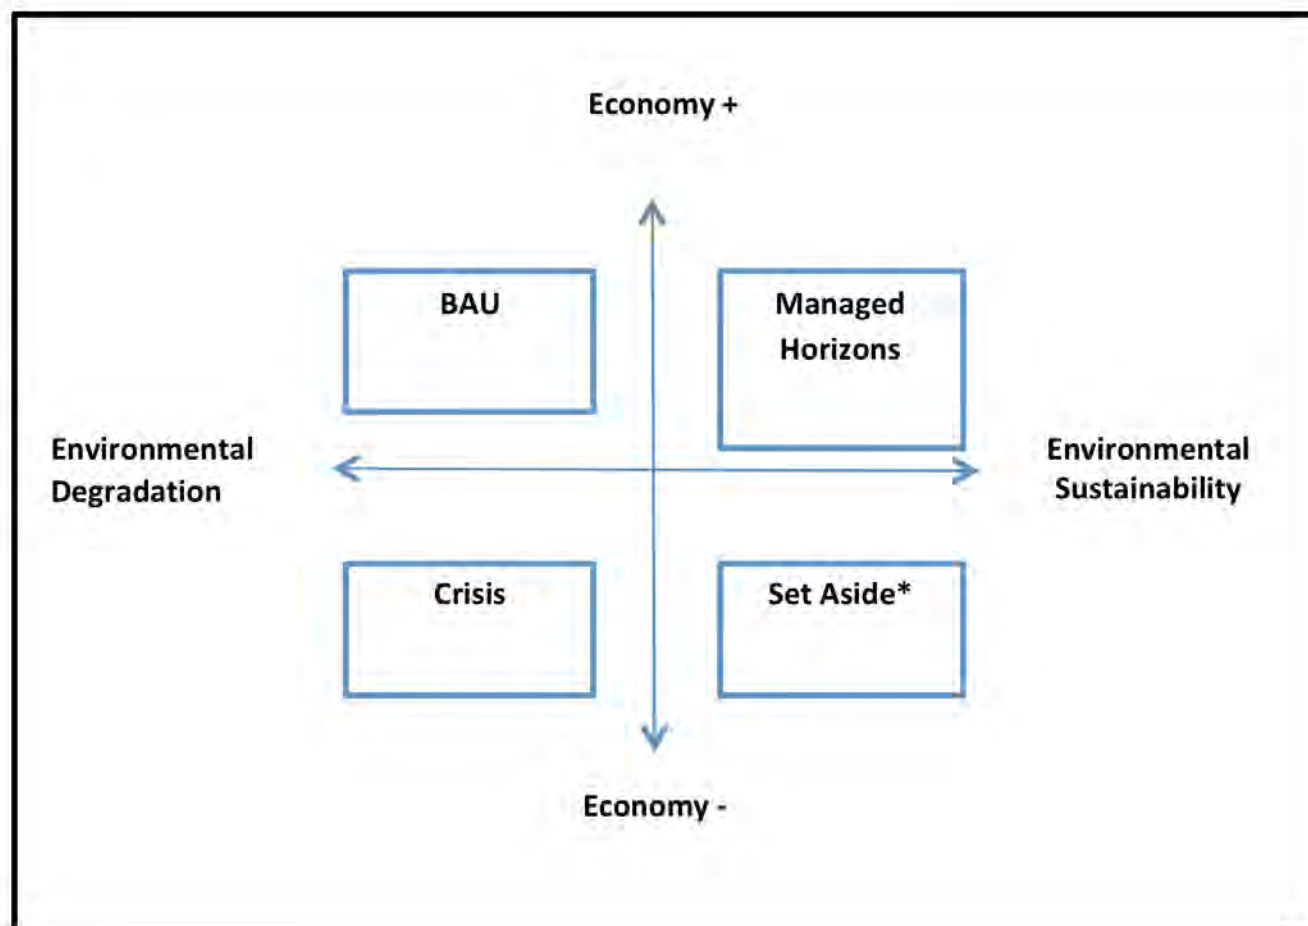 Economy +
BAU
Managed
Horizons
Environmental
Degradation
Environmental
Sustainability
Crisis
Set Aside*
Economy -